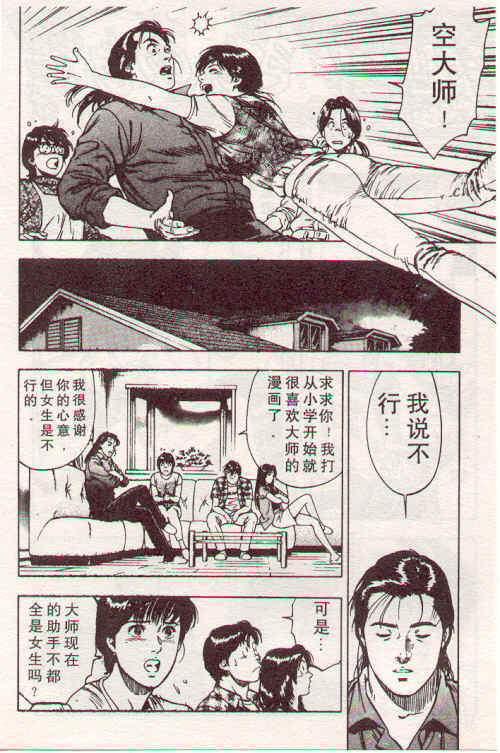 空大师！
我说不
行…
求求你！我打
从小学开始就
很喜欢大师的
漫画了．
我很感谢
你的心意，
但女生是不
行的．
可是…
大师现在
的助手不都
全是女生吗？